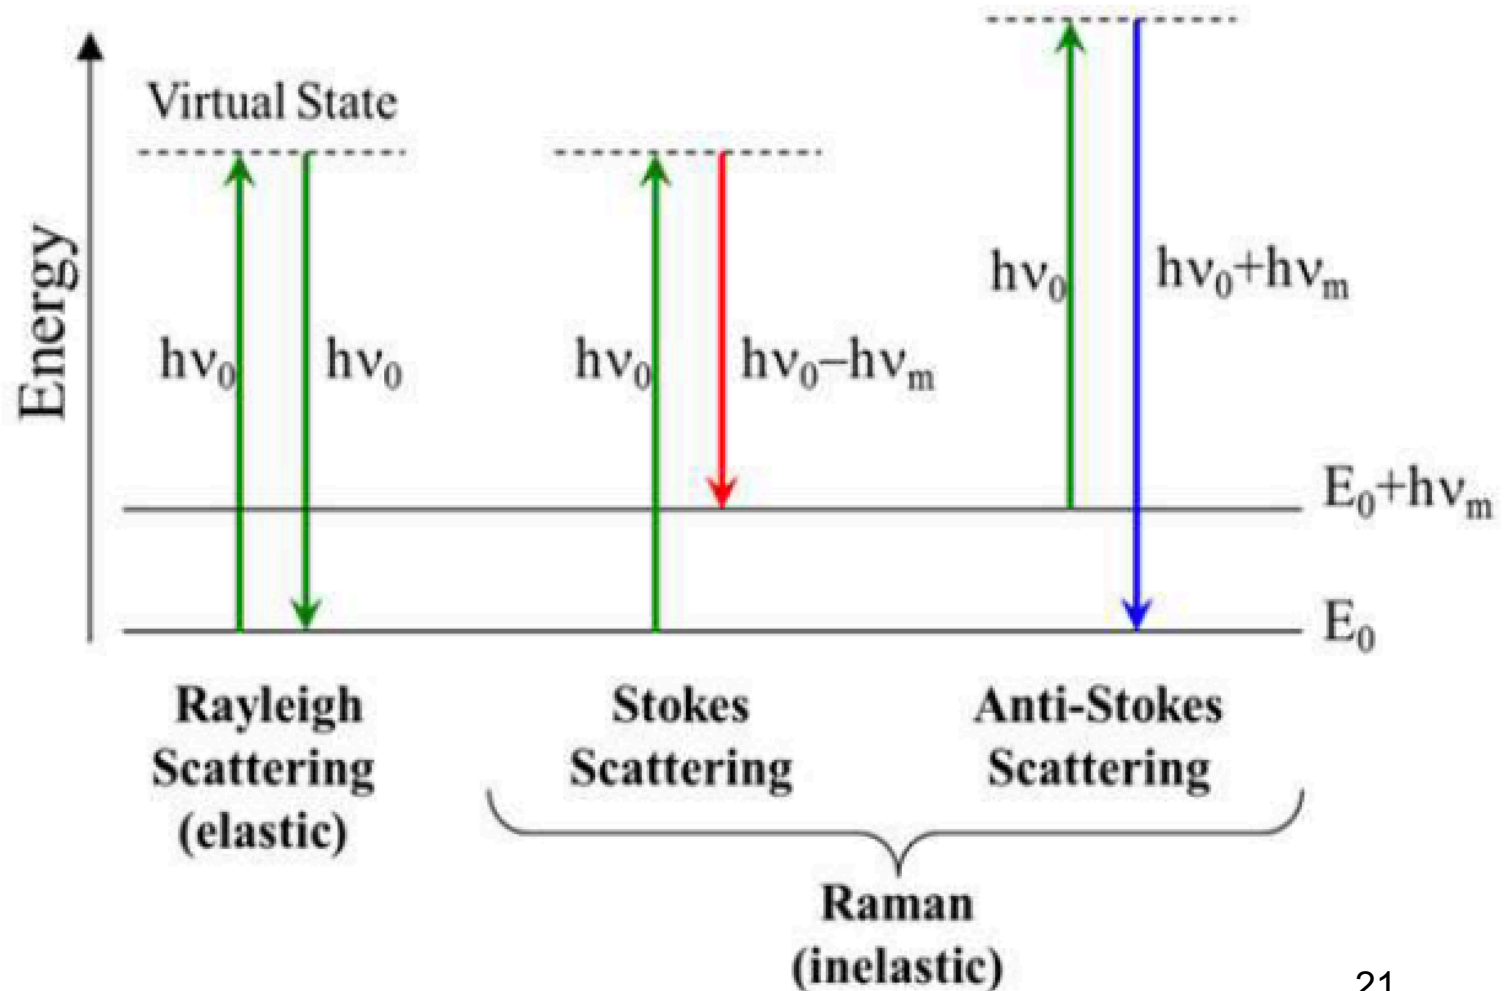 Virtual State
Energy
hν₀
hν₀
hν₀
hν₀–hνₘ
hν₀
hν₀+hνₘ
E₀+hνₘ
E₀
Rayleigh
Scattering
(elastic)
Stokes
Scattering
Anti-Stokes
Scattering
Raman
(inelastic)
21